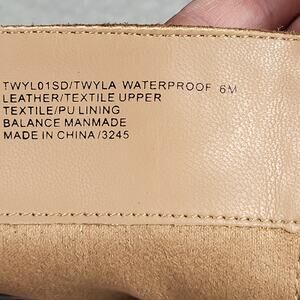 TWYL01SD/TWYLA WATERPROOF 6M
LEATHER/TEXTILE UPPER
TEXTILE/PU LINING
BALANCE MANMADE
MADE IN CHINA/3245